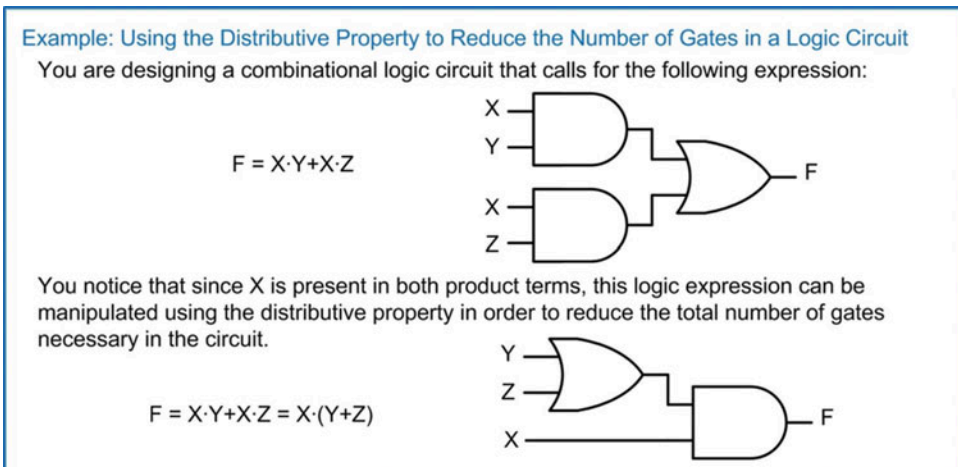 Example: Using the Distributive Property to Reduce the Number of Gates in a Logic Circuit
You are designing a combinational logic circuit that calls for the following expression:
F = X·Y+X·Z
X
Y
X
Z
F
You notice that since X is present in both product terms, this logic expression can be
manipulated using the distributive property in order to reduce the total number of gates
necessary in the circuit.
F = X·Y+X·Z = X·(Y+Z)
Y
Z
X
F